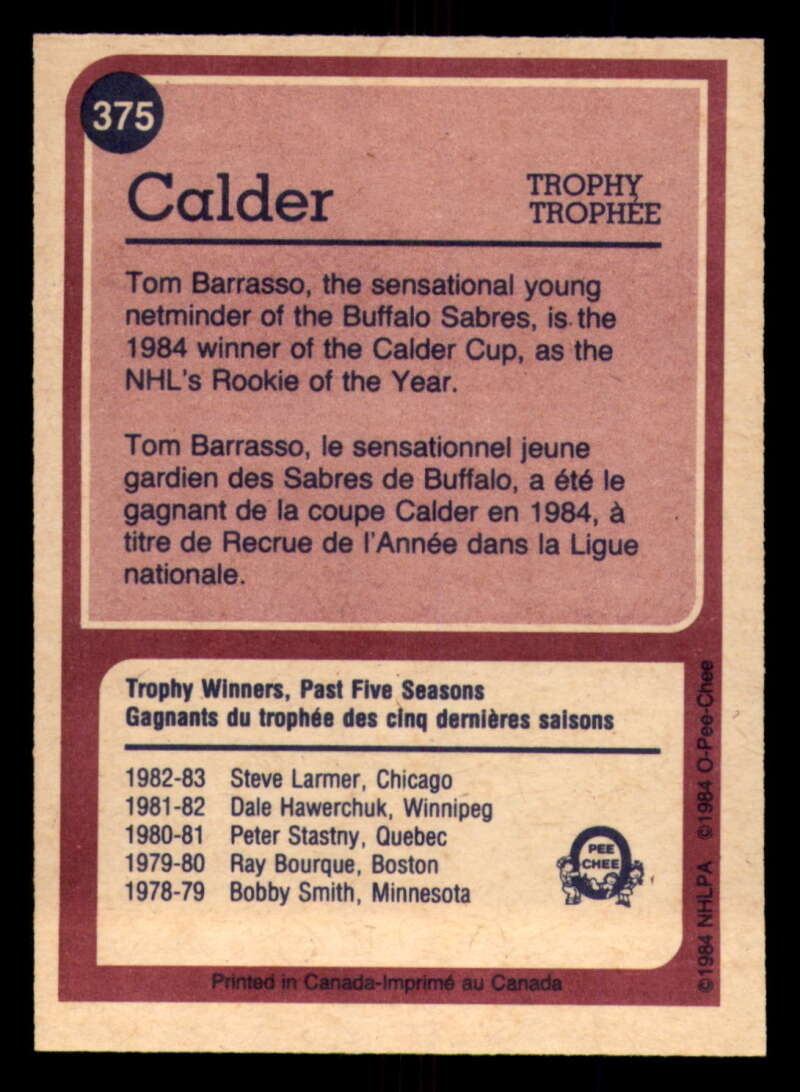 375
Calder
TROPHY
TROPHÉE
Tom Barrasso, the sensational young
netminder of the Buffalo Sabres, is the
1984 winner of the Calder Cup, as the
NHL's Rookie of the Year.
Tom Barrasso, le sensationnel jeune
gardien des Sabres de Buffalo, a été le
gagnant de la coupe Calder en 1984, à
titre de Recrue de l'Année dans la Ligue
nationale.
Trophy Winners, Past Five Seasons
Gagnants du trophée des cinq dernières saisons
1982-83 Steve Larmer, Chicago
1981-82 Dale Hawerchuk, Winnipeg
1980-81 Peter Stastny, Quebec
1979-80 Ray Bourque, Boston
1978-79 Bobby Smith, Minnesota
PEE
CHEE
©1984 NHLPA ©1984 O-Pee-Chee
Printed in Canada-Imprimé au Canada